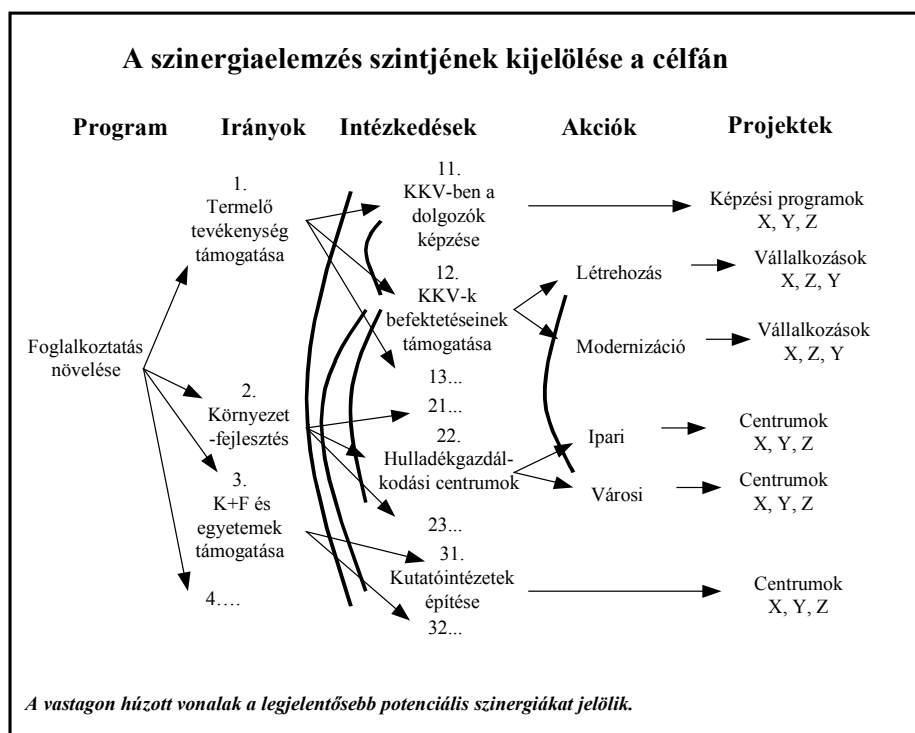 A szinergiaelemzés szintjének kijelölése a célfán
Program
Irányok
Intézkedések
Akciók
Projektek
Foglalkoztatás
növelése
1.
Termelő
tevékenység
támogatása
2.
Környezet
-fejlesztés
3.
K+F és
egyetemek
támogatása
4….
11.
KKV-ben a
dolgozók
képzése
12.
KKV-k
befektetéseinek
támogatása
13...
21...
22.
Hulladékgazdál-
kodási centrumok
23...
31.
Kutatóintézetek
építése
32...
Létrehozás
Modernizáció
Ipari
Városi
Képzési programok
X, Y, Z
Vállalkozások
X, Z, Y
Vállalkozások
X, Z, Y
Centrumok
X, Y, Z
Centrumok
X, Y, Z
Centrumok
X, Y, Z
A vastagon húzott vonalak a legjelentősebb potenciális szinergiákat jelölik.